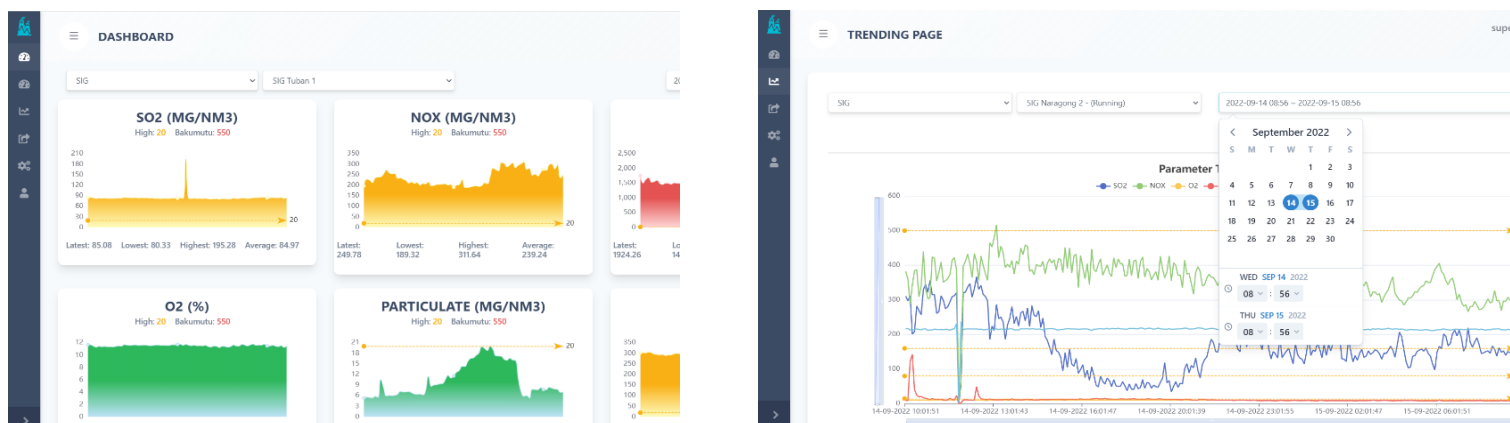 DASHBOARD
SIG
SIG Tuban 1
20
SO2 (MG/NM3)
High: 20 Bakumutu: 550
210
180
150
120
90
60
30
0
20
Latest: 85.08 Lowest: 80.33 Highest: 195.28 Average: 84.97
NOX (MG/NM3)
High: 20 Bakumutu: 550
350
300
250
200
150
100
50
0
20
Latest: 249.78
Lowest: 189.32
Highest: 311.64
Average: 239.24
2,500
2,000
1,500
1,000
500
0
Latest: 1924.26
Lo
14
O2 (%)
High: 20 Bakumutu: 550
12
10
8
6
4
2
0
PARTICULATE (MG/NM3)
High: 20 Bakumutu: 550
21
18
15
12
9
6
3
0
20
350
300
250
200
150
100
50
0
TRENDING PAGE
supe
SIG
SIG Naragong 2 - (Running)
2022-09-14 08:56 ~ 2022-09-15 08:56
September 2022
S M T W T F S
1 2 3
4 5 6 7 8 9 10
11 12 13 14 15 16 17
18 19 20 21 22 23 24
25 26 27 28 29 30
WED SEP 14 2022
08 : 56
THU SEP 15 2022
08 : 56
Parameter T
SO2 NOX O2
600
500
400
300
200
100
0
14-09-2022 10:01:51 14-09-2022 13:01:43 14-09-2022 16:01:47 14-09-2022 20:01:39 14-09-2022 23:01:55 15-09-2022 02:01:47 15-09-2022 06:01:51